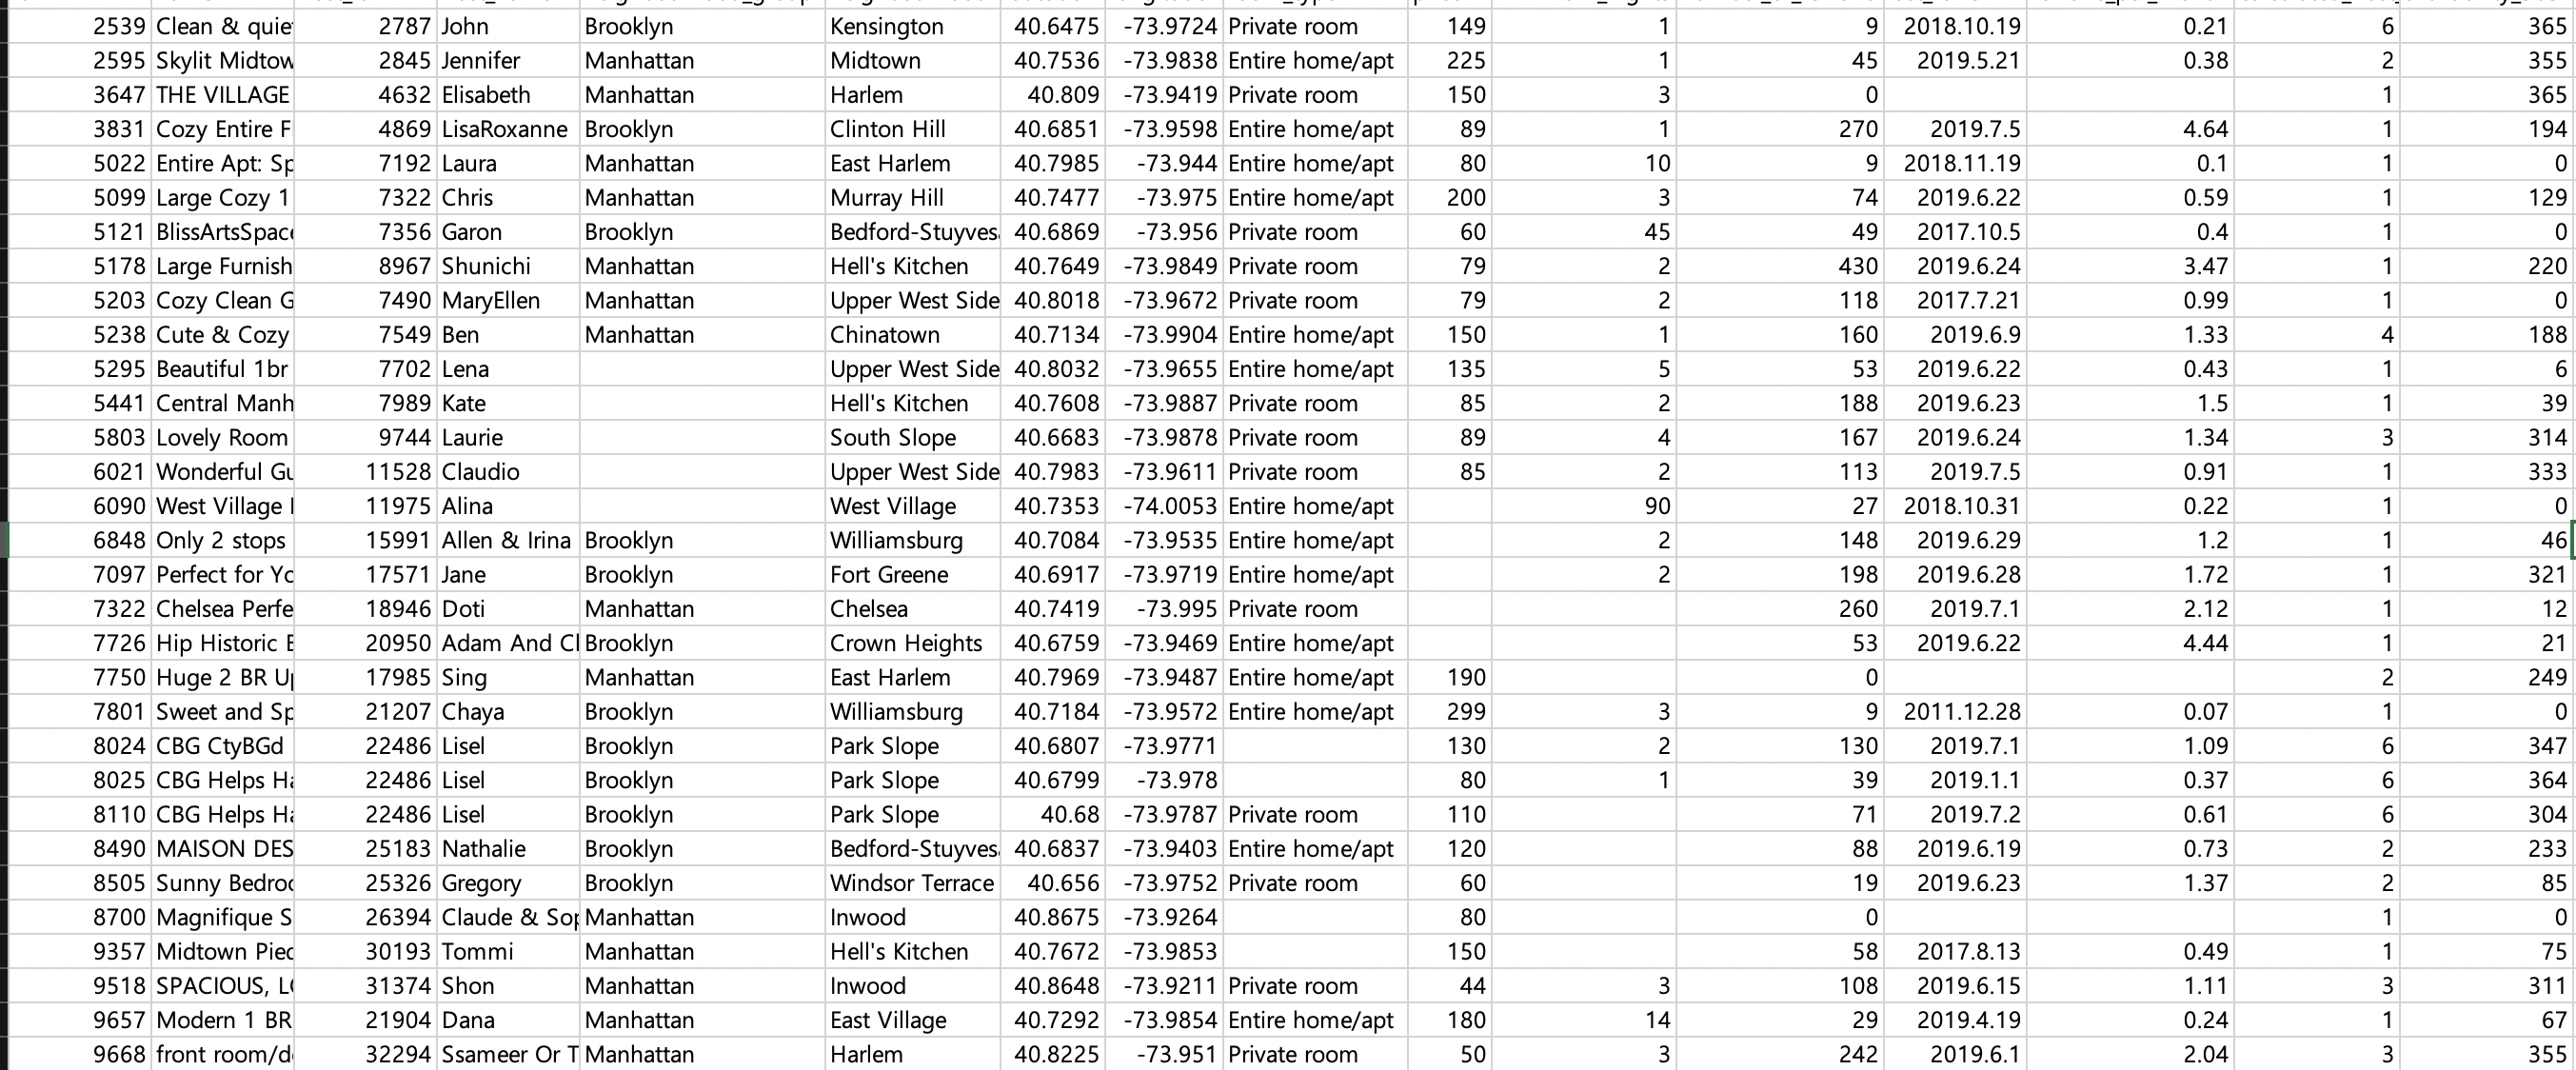 2539 Clean & quie 2787 John Brooklyn Kensington 40.6475 -73.9724 Private room 149 1 9 2018.10.19 0.21 6 365
2595 Skylit Midtow 2845 Jennifer Manhattan Midtown 40.7536 -73.9838 Entire home/apt 225 1 45 2019.5.21 0.38 2 355
3647 THE VILLAGE 4632 Elisabeth Manhattan Harlem 40.809 -73.9419 Private room 150 3 0 1 365
3831 Cozy Entire F 4869 LisaRoxanne Brooklyn Clinton Hill 40.6851 -73.9598 Entire home/apt 89 1 270 2019.7.5 4.64 1 194
5022 Entire Apt: Sp 7192 Laura Manhattan East Harlem 40.7985 -73.944 Entire home/apt 80 10 9 2018.11.19 0.1 1 0
5099 Large Cozy 1 7322 Chris Manhattan Murray Hill 40.7477 -73.975 Entire home/apt 200 3 74 2019.6.22 0.59 1 129
5121 BlissArtsSpac 7356 Garon Brooklyn Bedford-Stuyves 40.6869 -73.956 Private room 60 45 49 2017.10.5 0.4 1 0
5178 Large Furnish 8967 Shunichi Manhattan Hell's Kitchen 40.7649 -73.9849 Private room 79 2 430 2019.6.24 3.47 1 220
5203 Cozy Clean G 7490 MaryEllen Manhattan Upper West Side 40.8018 -73.9672 Private room 79 2 118 2017.7.21 0.99 1 0
5238 Cute & Cozy 7549 Ben Manhattan Chinatown 40.7134 -73.9904 Entire home/apt 150 1 160 2019.6.9 1.33 4 188
5295 Beautiful 1br 7702 Lena Upper West Side 40.8032 -73.9655 Entire home/apt 135 5 53 2019.6.22 0.43 1 6
5441 Central Manh 7989 Kate Hell's Kitchen 40.7608 -73.9887 Private room 85 2 188 2019.6.23 1.5 1 39
5803 Lovely Room 9744 Laurie South Slope 40.6683 -73.9878 Private room 89 4 167 2019.6.24 1.34 3 314
6021 Wonderful Gu 11528 Claudio Upper West Side 40.7983 -73.9611 Private room 85 2 113 2019.7.5 0.91 1 333
6090 West Village 11975 Alina West Village 40.7353 -74.0053 Entire home/apt 90 27 2018.10.31 0.22 1 0
6848 Only 2 stops 15991 Allen & Irina Brooklyn Williamsburg 40.7084 -73.9535 Entire home/apt 2 148 2019.6.29 1.2 1 46
7097 Perfect for Yo 17571 Jane Brooklyn Fort Greene 40.6917 -73.9719 Entire home/apt 2 198 2019.6.28 1.72 1 321
7322 Chelsea Perfe 18946 Doti Manhattan Chelsea 40.7419 -73.995 Private room 260 2019.7.1 2.12 1 12
7726 Hip Historic 20950 Adam And Brooklyn Crown Heights 40.6759 -73.9469 Entire home/apt 53 2019.6.22 4.44 1 21
7750 Huge 2 BR 17985 Sing Manhattan East Harlem 40.7969 -73.9487 Entire home/apt 190 0 2 249
7801 Sweet and Sp 21207 Chaya Brooklyn Williamsburg 40.7184 -73.9572 Entire home/apt 299 3 9 2011.12.28 0.07 1 0
8024 CBG CtyBGd 22486 Lisel Brooklyn Park Slope 40.6807 -73.9771 130 2 130 2019.7.1 1.09 6 347
8025 CBG Helps Ha 22486 Lisel Brooklyn Park Slope 40.6799 -73.978 80 1 39 2019.1.1 0.37 6 364
8110 CBG Helps Ha 22486 Lisel Brooklyn Park Slope 40.68 -73.9787 Private room 110 71 2019.7.2 0.61 6 304
8490 MAISON DES 25183 Nathalie Brooklyn Bedford-Stuyves 40.6837 -73.9403 Entire home/apt 120 88 2019.6.19 0.73 2 233
8505 Sunny Bedroo 25326 Gregory Brooklyn Windsor Terrace 40.656 -73.9752 Private room 60 19 2019.6.23 1.37 2 85
8700 Magnifique S 26394 Claude & Sop Manhattan Inwood 40.8675 -73.9264 80 0 1 0
9357 Midtown Piec 30193 Tommi Manhattan Hell's Kitchen 40.7672 -73.9853 150 58 2017.8.13 0.49 1 75
9518 SPACIOUS, 31374 Shon Manhattan Inwood 40.8648 -73.9211 Private room 44 3 108 2019.6.15 1.11 3 311
9657 Modern 1 BR 21904 Dana Manhattan East Village 40.7292 -73.9854 Entire home/apt 180 14 29 2019.4.19 0.24 1 67
9668 front room/d 32294 Ssameer Or T Manhattan Harlem 40.8225 -73.951 Private room 50 3 242 2019.6.1 2.04 3 355